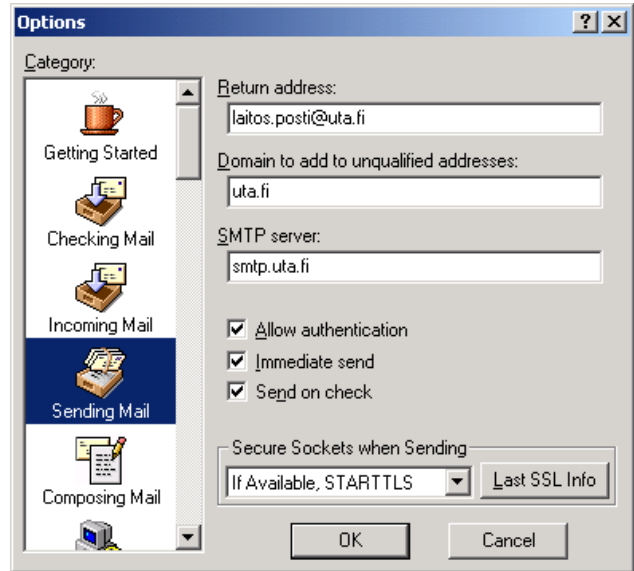 Options
Category:
Getting Started
Checking Mail
Incoming Mail
Sending Mail
Composing Mail
Return address:
laitos.posti@uta.fi
Domain to add to unqualified addresses:
uta.fi
SMTP server:
smtp.uta.fi
Allow authentication
Immediate send
Send on check
Secure Sockets when Sending
If Available, STARTTLS
Last SSL Info
OK
Cancel